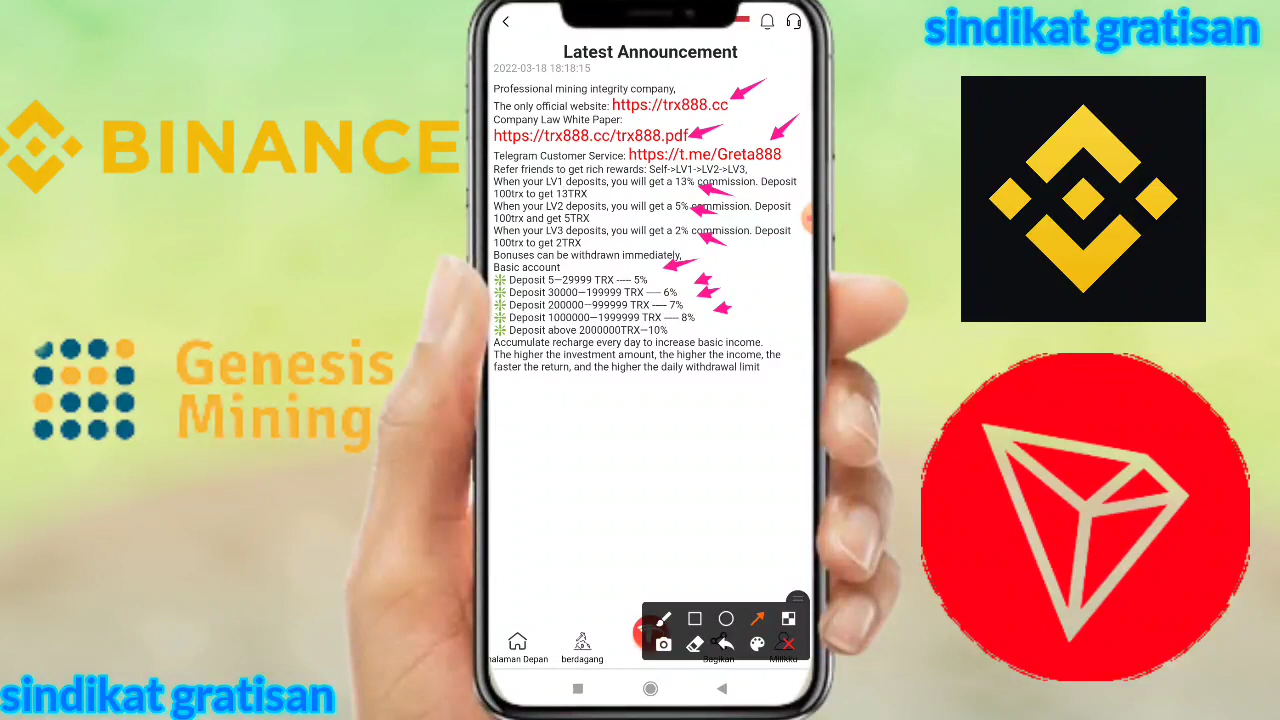 sindikat gratisan
BINANCE
Genesis
Mining
Latest Announcement
2022-03-18 18:18:15
Professional mining integrity company,
The only official website: https://trx888.cc
Company Law White Paper:
https://trx888.cc/trx888.pdf
Telegram Customer Service: https://t.me/Greta888
Refer friends to get rich rewards: Self->LV1->LV2->LV3,
When your LV1 deposits, you will get a 13% commission. Deposit
100trx to get 13TRX
When your LV2 deposits, you will get a 5% commission. Deposit
100trx and get 5TRX
When your LV3 deposits, you will get a 2% commission. Deposit
100trx to get 2TRX
Bonuses can be withdrawn immediately,
Basic account
Deposit 5—29999 TRX ----- 5%
Deposit 30000—199999 TRX ----- 6%
Deposit 200000—999999 TRX ----- 7%
Deposit 1000000—1999999 TRX ----- 8%
Deposit above 2000000TRX—10%
Accumulate recharge every day to increase basic income.
The higher the investment amount, the higher the income, the
faster the return, and the higher the daily withdrawal limit
alaman Depan
berdagang
Bagikan
Milikku
sindikat gratisan